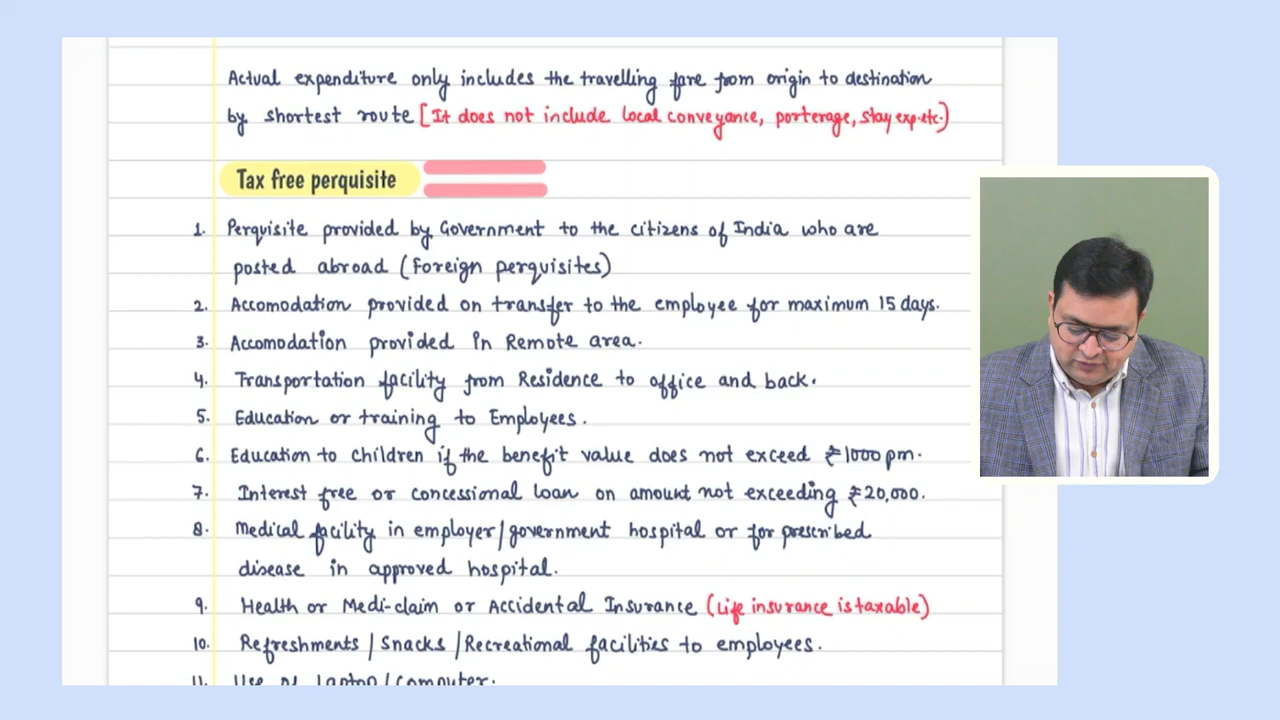 Actual expenditure only includes the travelling fare from origin to destination
by shortest route [It does not include local conveyance, porterage, stay exp. etc.)
Tax free perquisite
1. Perquisite provided by Government to the citizens of India who are
posted abroad (Foreign perquisites)
2. Accomodation provided on transfer to the employee for maximum 15 days.
3. Accomodation provided in Remote area.
4. Transportation facility from Residence to office and back.
5. Education or training to Employees.
6. Education to children if the benefit value does not exceed ₹1000 pm.
7. Interest free or concessional loan on amount not exceeding ₹20,000.
8. Medical facility in employer/government hospital or for prescribed
disease in approved hospital.
9. Health or Medi-claim or Accidental Insurance (Life insurance is taxable)
10. Refreshments/Snacks/Recreational facilities to employees.
11. Use of laptop/computer.